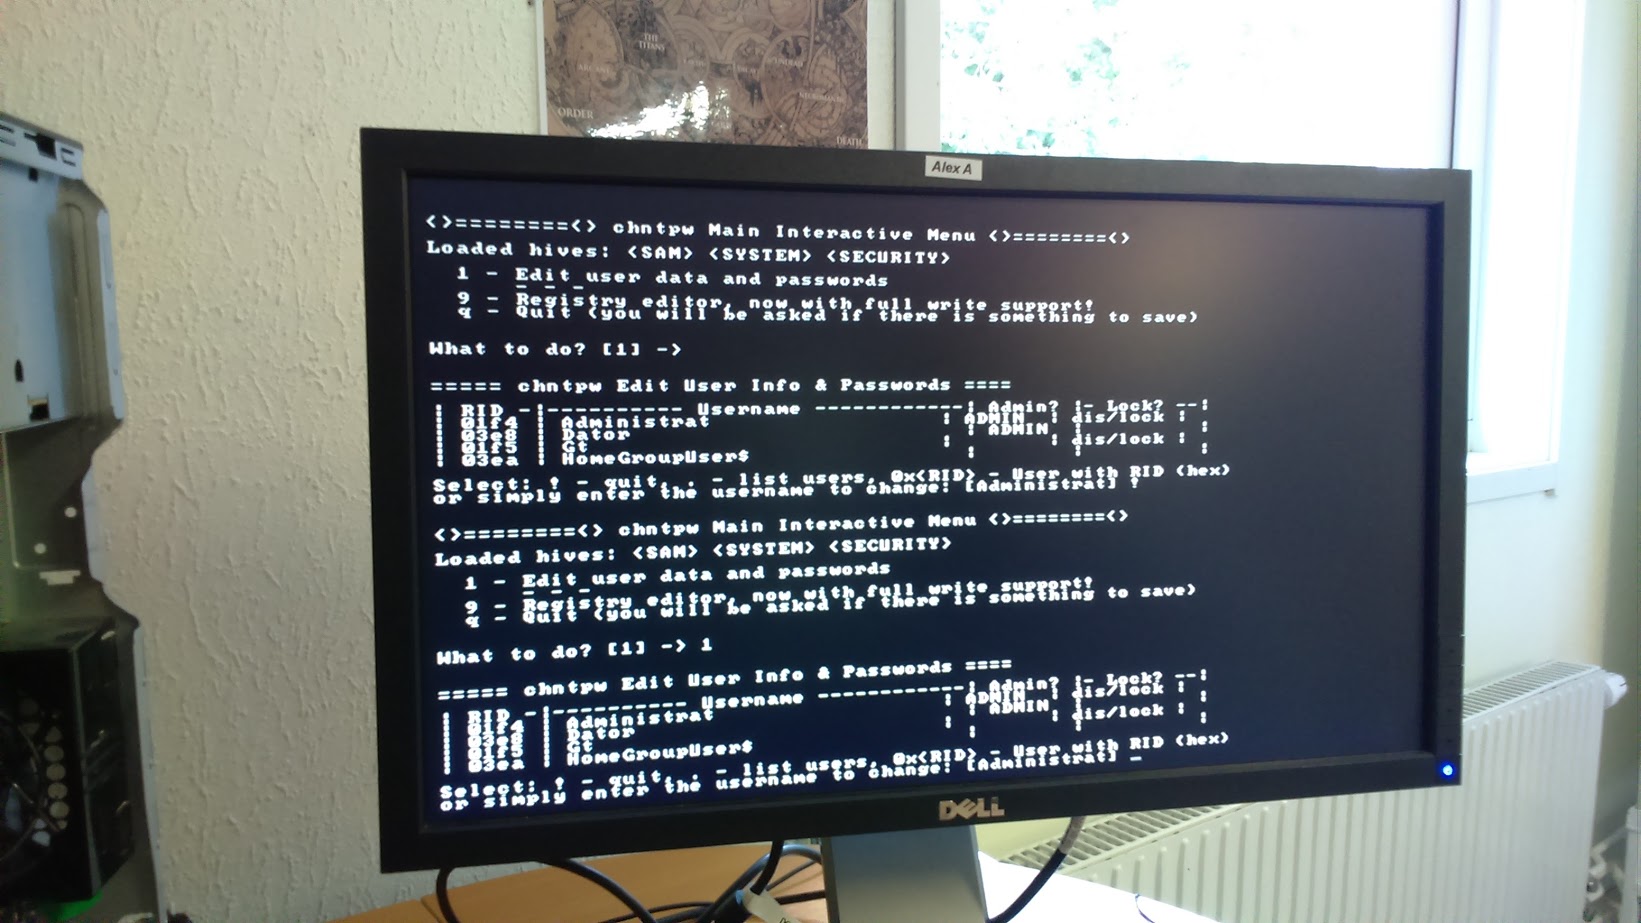 THE
TITANS
ARCANE
UNDEAD
ORDER
DEATH
Alex A
<>========<> chntpw Main Interactive Menu <>========<>
Loaded hives: <SAM> <SYSTEM> <SECURITY>
1 - Edit user data and passwords
- - -
9 - Registry editor, now with full write support!
q - Quit (you will be asked if there is something to save)
What to do? [1] ->
===== chntpw Edit User Info & Passwords ====
| RID -|---------- Username ------------| Admin? |- Lock? --|
| 01f4 | Administrat | ADMIN | dis/lock |
| 03e8 | Dator | ADMIN | |
| 01f5 | Gt | | dis/lock |
| 03ea | HomeGroupUser$ | | |
Select: ! - quit, . - list users, 0x<RID> - User with RID (hex)
or simply enter the username to change: [Administrat] !
<>========<> chntpw Main Interactive Menu <>========<>
Loaded hives: <SAM> <SYSTEM> <SECURITY>
1 - Edit user data and passwords
- - -
9 - Registry editor, now with full write support!
q - Quit (you will be asked if there is something to save)
What to do? [1] -> 1
===== chntpw Edit User Info & Passwords ====
| RID -|---------- Username ------------| Admin? |- Lock? --|
| 01f4 | Administrat | ADMIN | dis/lock |
| 03e8 | Dator | ADMIN | |
| 01f5 | Gt | | dis/lock |
| 03ea | HomeGroupUser$ | | |
Select: ! - quit, . - list users, 0x<RID> - User with RID (hex)
or simply enter the username to change: [Administrat] _
DELL